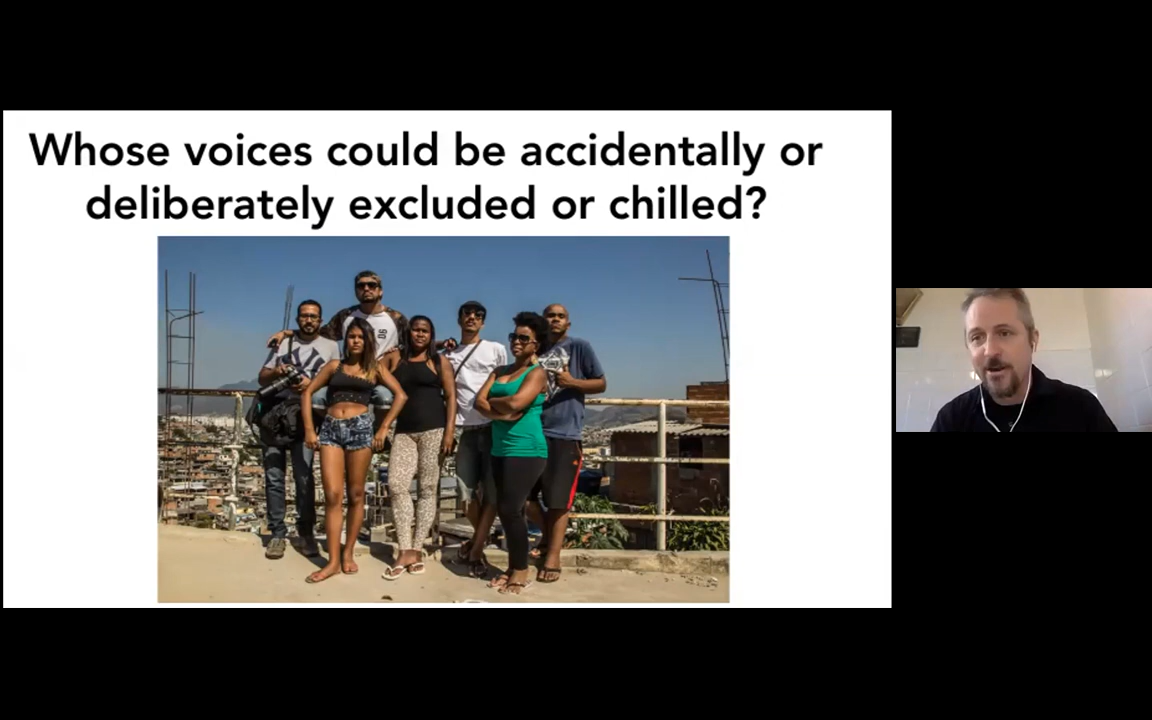 Whose voices could be accidentally or
deliberately excluded or chilled?